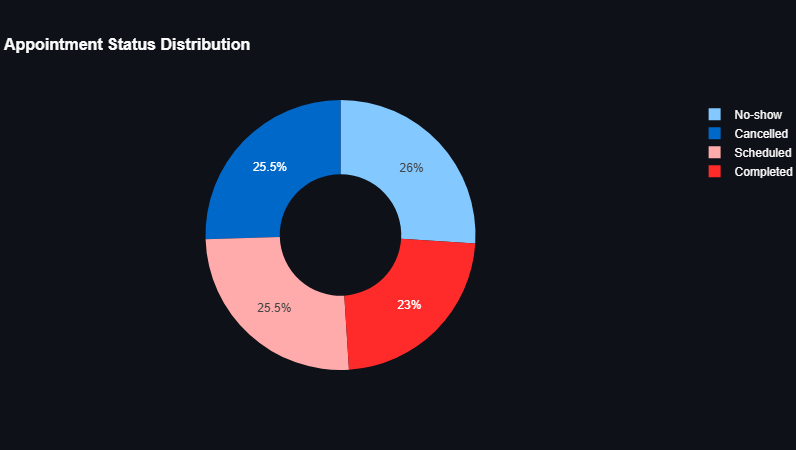 Appointment Status Distribution
No-show
Cancelled
Scheduled
Completed
25.5%
26%
25.5%
23%